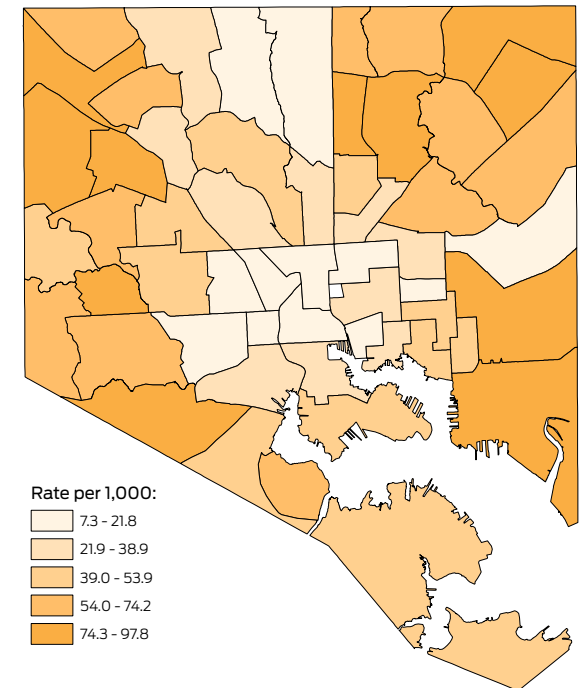 Rate per 1,000:
7.3 - 21.8
21.9 - 38.9
39.0 - 53.9
54.0 - 74.2
74.3 - 97.8